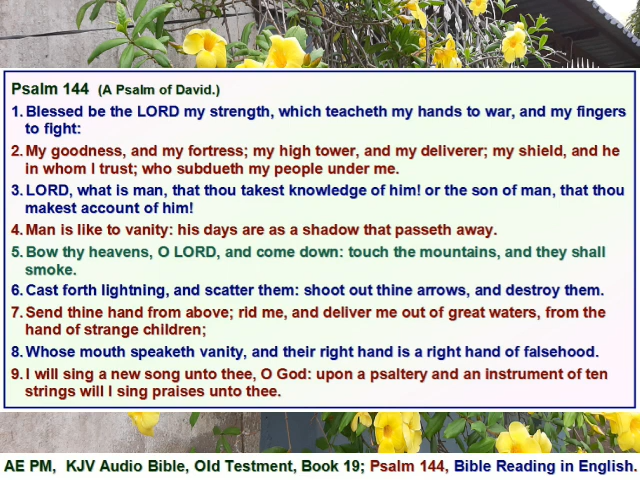 Psalm 144 (A Psalm of David.)
1. Blessed be the LORD my strength, which teacheth my hands to war, and my fingers
to fight:
2. My goodness, and my fortress; my high tower, and my deliverer; my shield, and he
in whom I trust; who subdueth my people under me.
3. LORD, what is man, that thou takest knowledge of him! or the son of man, that thou
makest account of him!
4. Man is like to vanity: his days are as a shadow that passeth away.
5. Bow thy heavens, O LORD, and come down: touch the mountains, and they shall
smoke.
6. Cast forth lightning, and scatter them: shoot out thine arrows, and destroy them.
7. Send thine hand from above; rid me, and deliver me out of great waters, from the
hand of strange children;
8. Whose mouth speaketh vanity, and their right hand is a right hand of falsehood.
9. I will sing a new song unto thee, O God: upon a psaltery and an instrument of ten
strings will I sing praises unto thee.
AE PM, KJV Audio Bible, Old Testment, Book 19; Psalm 144, Bible Reading in English.